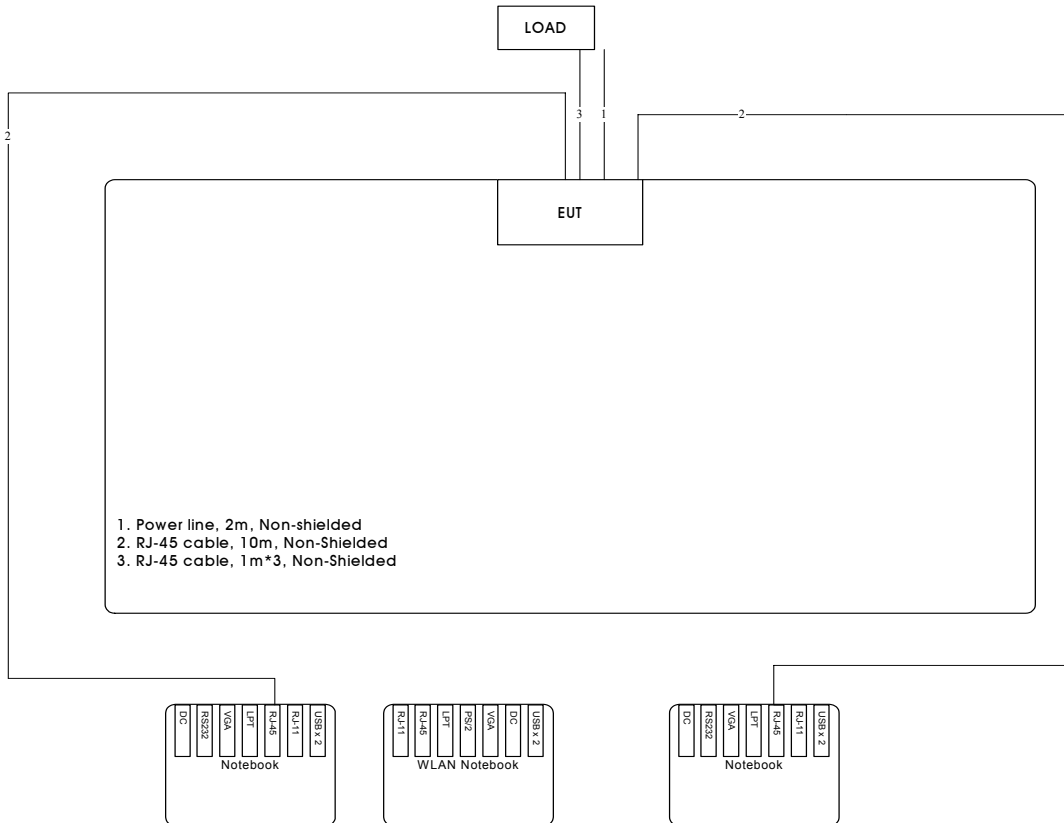 LOAD
2
3
1
2
EUT
1. Power line, 2m, Non-shielded
2. RJ-45 cable, 10m, Non-Shielded
3. RJ-45 cable, 1m*3, Non-Shielded
DC
RS232
VGA
LPT
RJ-45
RJ-11
USB x 2
Notebook
RJ-11
RJ-45
LPT
PS/2
VGA
DC
USB x 2
WLAN Notebook
DC
RS232
VGA
LPT
RJ-45
RJ-11
USB x 2
Notebook